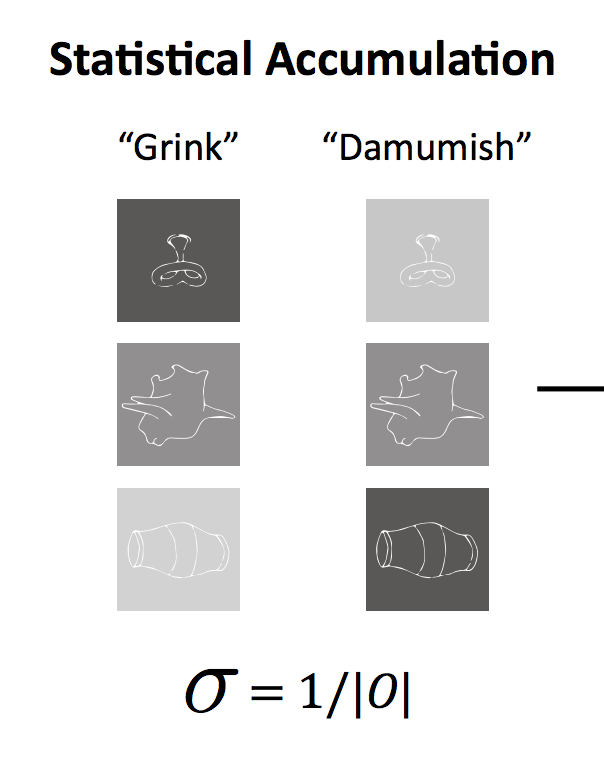 Statistical Accumulation
“Grink” “Damumish”
σ = 1/|O|